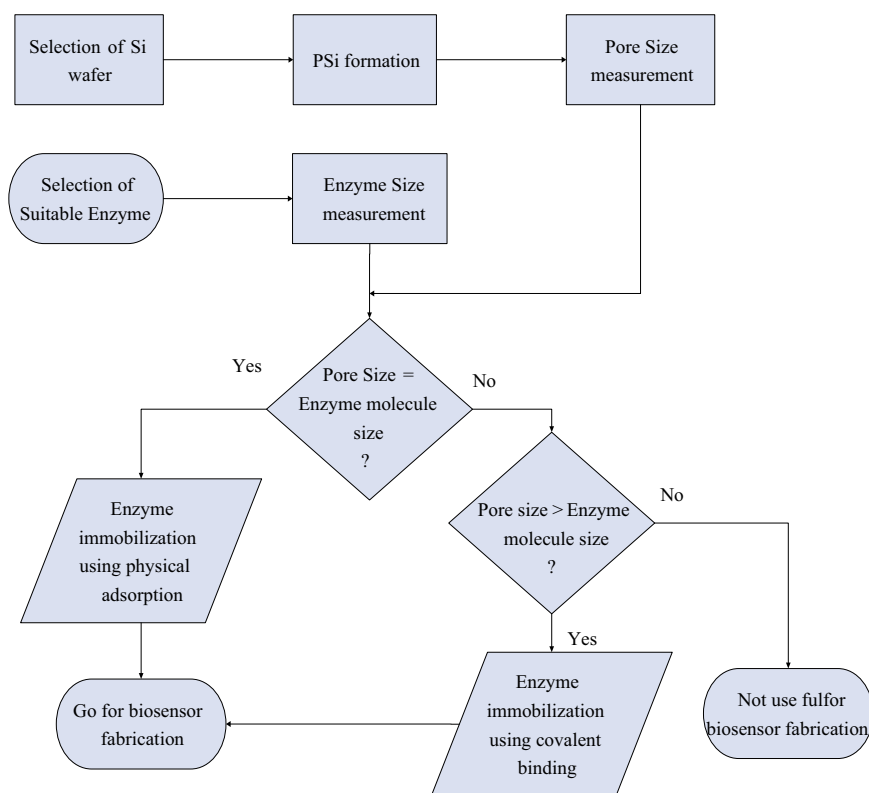 Selection of Si
wafer
PSi formation
Pore Size
measurement
Selection of
Suitable Enzyme
Enzyme Size
measurement
Yes
Pore Size =
Enzyme molecule
size
?
No
Enzyme
immobilization
using physical
adsorption
Pore size > Enzyme
molecule size
?
No
Yes
Go for biosensor
fabrication
Enzyme
immobilization
using covalent
binding
Not use fulfor
biosensor fabrication